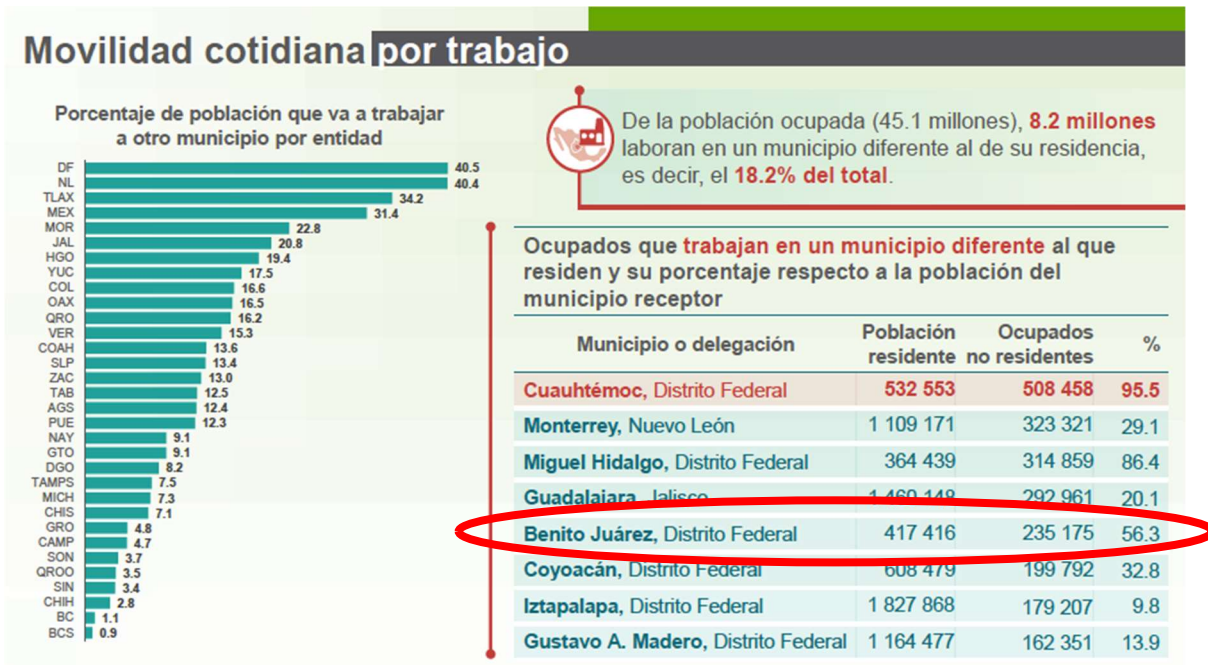 Movilidad cotidiana por trabajo
Porcentaje de población que va a trabajar
a otro municipio por entidad
DF 40.5
NL 40.4
TLAX 34.2
MEX 31.4
MOR 22.8
JAL 20.8
HGO 19.4
YUC 17.5
COL 16.6
OAX 16.5
QRO 16.2
VER 15.3
COAH 13.6
SLP 13.4
ZAC 13.0
TAB 12.5
AGS 12.4
PUE 12.3
NAY 9.1
GTO 9.1
DGO 8.2
TAMPS 7.5
MICH 7.3
CHIS 7.1
GRO 4.8
CAMP 4.7
SON 3.7
QROO 3.5
SIN 3.4
CHIH 2.8
BC 1.1
BCS 0.9
De la población ocupada (45.1 millones), 8.2 millones
laboran en un municipio diferente al de su residencia,
es decir, el 18.2% del total.
Ocupados que trabajan en un municipio diferente al que
residen y su porcentaje respecto a la población del
municipio receptor
Municipio o delegación Población residente Ocupados no residentes %
Cuauhtémoc, Distrito Federal 532 553 508 458 95.5
Monterrey, Nuevo León 1 109 171 323 321 29.1
Miguel Hidalgo, Distrito Federal 364 439 314 859 86.4
Guadalajara, Jalisco 1 460 148 292 961 20.1
Benito Juárez, Distrito Federal 417 416 235 175 56.3
Coyoacán, Distrito Federal 608 479 199 792 32.8
Iztapalapa, Distrito Federal 1 827 868 179 207 9.8
Gustavo A. Madero, Distrito Federal 1 164 477 162 351 13.9